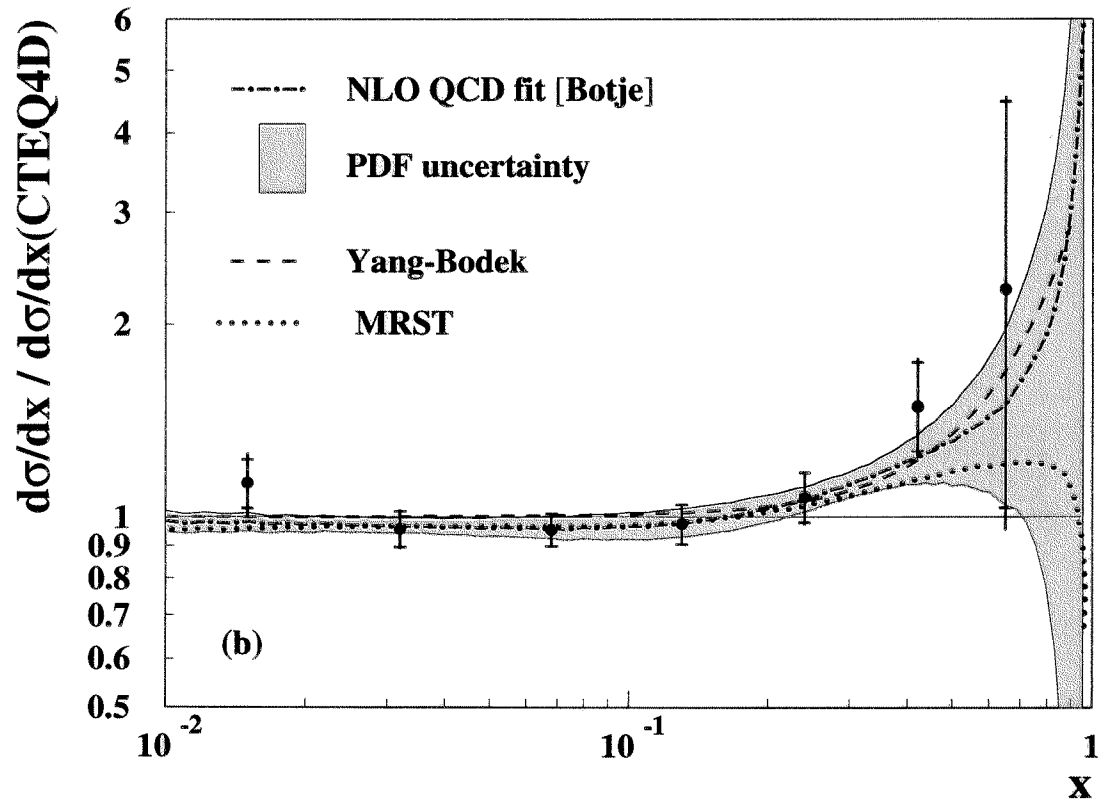 dσ/dx / dσ/dx(CTEQ4D)
6
5
4
3
2
1
0.9
0.8
0.7
0.6
0.5
NLO QCD fit [Botje]
PDF uncertainty
Yang-Bodek
MRST
(b)
10⁻²
10⁻¹
1
x